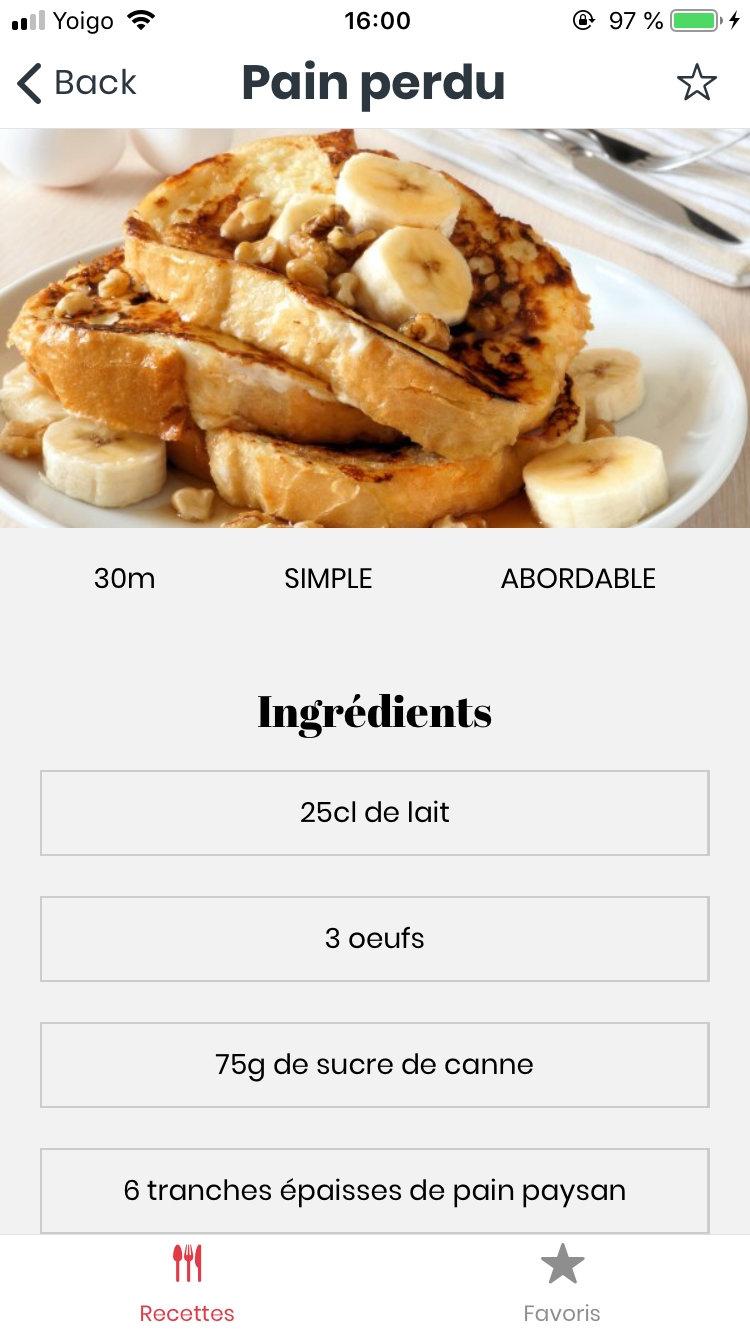 Yoigo 16:00 97 %
Back Pain perdu
30m SIMPLE ABORDABLE
Ingrédients
25cl de lait
3 oeufs
75g de sucre de canne
6 tranches épaisses de pain paysan
Recettes Favoris